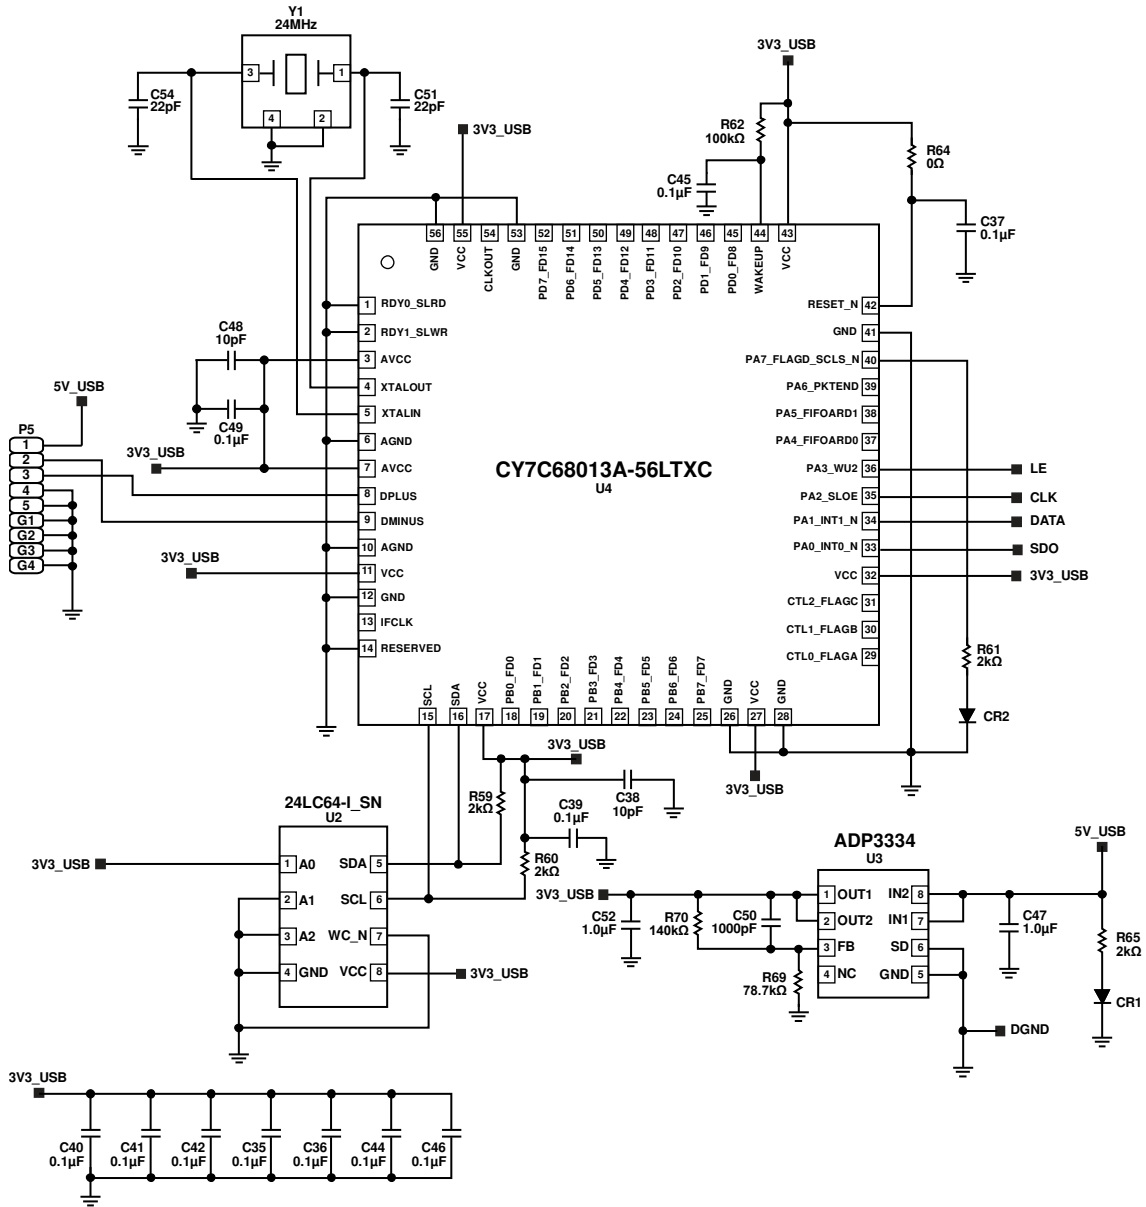 Y1
24MHz
3
1
4
2
C54
22pF
C51
22pF
3V3_USB
3V3_USB
R62
100kΩ
R64
0Ω
C45
0.1µF
C37
0.1µF
56
55
54
53
52
51
50
49
48
47
46
45
44
43
GND
VCC
CLKOUT
GND
PD7_FD15
PD6_FD14
PD5_FD13
PD4_FD12
PD3_FD11
PD2_FD10
PD1_FD9
PD0_FD8
WAKEUP
VCC
1 RDY0_SLRD
2 RDY1_SLWR
3 AVCC
4 XTALOUT
5 XTALIN
6 AGND
7 AVCC
8 DPLUS
9 DMINUS
10 AGND
11 VCC
12 GND
13 IFCLK
14 RESERVED
RESET_N 42
GND 41
PA7_FLAGD_SCLS_N 40
PA6_PKTEND 39
PA5_FIFOARD1 38
PA4_FIFOARD0 37
PA3_WU2 36
PA2_SLOE 35
PA1_INT1_N 34
PA0_INT0_N 33
VCC 32
CTL2_FLAGC 31
CTL1_FLAGB 30
CTL0_FLAGA 29
LE
CLK
DATA
SDO
3V3_USB
CY7C68013A-56LTXC
U4
C48
10pF
C49
0.1µF
5V_USB
3V3_USB
3V3_USB
P5
1
2
3
4
5
G1
G2
G3
G4
SCL
SDA
VCC
PB0_FD0
PB1_FD1
PB2_FD2
PB3_FD3
PB4_FD4
PB5_FD5
PB6_FD6
PB7_FD7
GND
VCC
GND
15
16
17
18
19
20
21
22
23
24
25
26
27
28
R61
2kΩ
CR2
3V3_USB
3V3_USB
R59
2kΩ
C38
10pF
C39
0.1µF
R60
2kΩ
24LC64-I_SN
U2
3V3_USB
1 A0
2 A1
3 A2
4 GND
SDA 5
SCL 6
WC_N 7
VCC 8
3V3_USB
ADP3334
U3
3V3_USB
C52
1.0µF
R70
140kΩ
C50
1000pF
R69
78.7kΩ
1 OUT1
2 OUT2
3 FB
4 NC
IN2 8
IN1 7
SD 6
GND 5
5V_USB
C47
1.0µF
R65
2kΩ
CR1
DGND
3V3_USB
C40
0.1µF
C41
0.1µF
C42
0.1µF
C35
0.1µF
C36
0.1µF
C44
0.1µF
C46
0.1µF